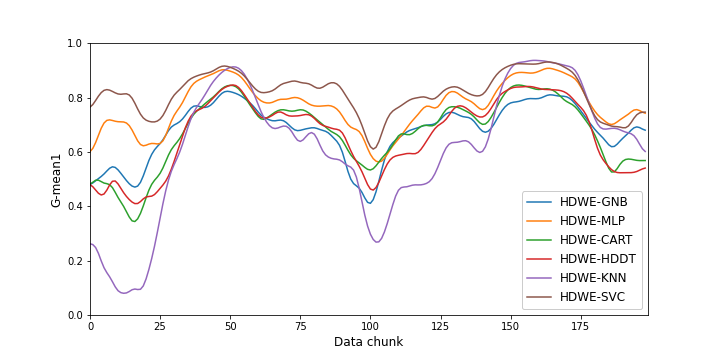 1.0
0.8
0.6
0.4
0.2
0.0
G-mean1
0
25
50
75
100
125
150
175
Data chunk
HDWE-GNB
HDWE-MLP
HDWE-CART
HDWE-HDDT
HDWE-KNN
HDWE-SVC